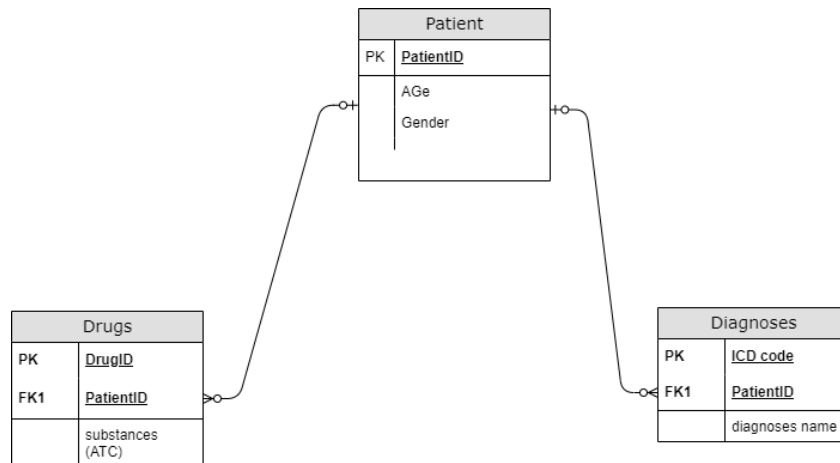 Patient
PK PatientID
AGe
Gender
Drugs
PK DrugID
FK1 PatientID
substances
(ATC)
Diagnoses
PK ICD code
FK1 PatientID
diagnoses name